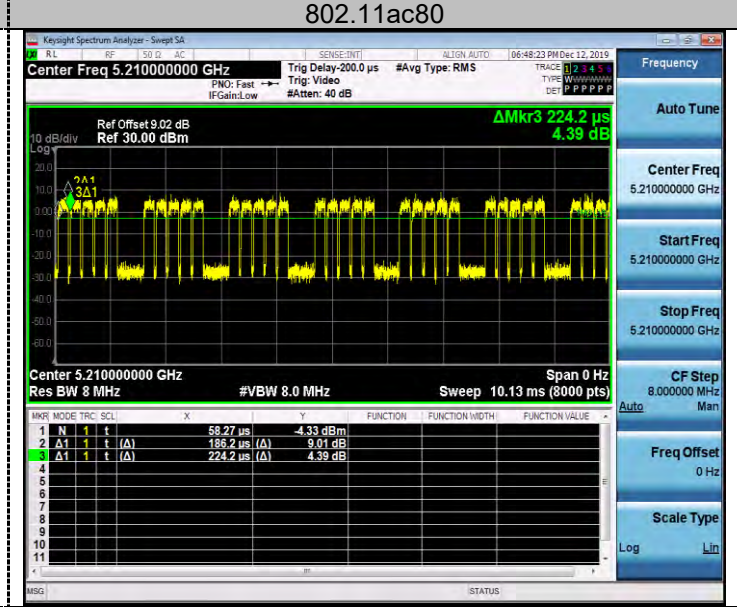 802.11ac80
Keysight Spectrum Analyzer - Swept SA
RL RF 50 Ω AC SENSE:INT ALIGN AUTO 06:48:23 PM Dec 12, 2019
Center Freq 5.210000000 GHz Trig Delay-200.0 µs #Avg Type: RMS TRACE 1 2 3 4 5 6
PNO: Fast Trig: Video TYPE W
IFGain:Low #Atten: 40 dB DET P P P P P P
Frequency
Auto Tune
Center Freq
5.210000000 GHz
Start Freq
5.210000000 GHz
Stop Freq
5.210000000 GHz
CF Step
8.000000 MHz
Auto Man
Freq Offset
0 Hz
Scale Type
Log Lin
ΔMkr3 224.2 µs
4.39 dB
Ref Offset 9.02 dB
10 dB/div Ref 30.00 dBm
Log
20.0
2Δ1
10.0 3Δ1
0.00
-10.0
-20.0
-30.0
-40.0
-50.0
-60.0
Center 5.210000000 GHz Span 0 Hz
Res BW 8 MHz #VBW 8.0 MHz Sweep 10.13 ms (8000 pts)
MKR MODE TRC SCL X Y FUNCTION FUNCTION WIDTH FUNCTION VALUE
1 N 1 t 58.27 µs -4.33 dBm
2 Δ1 1 t (Δ) 186.2 µs (Δ) 9.01 dB
3 Δ1 1 t (Δ) 224.2 µs (Δ) 4.39 dB
4
5
6
7
8
9
10
11
MSG STATUS